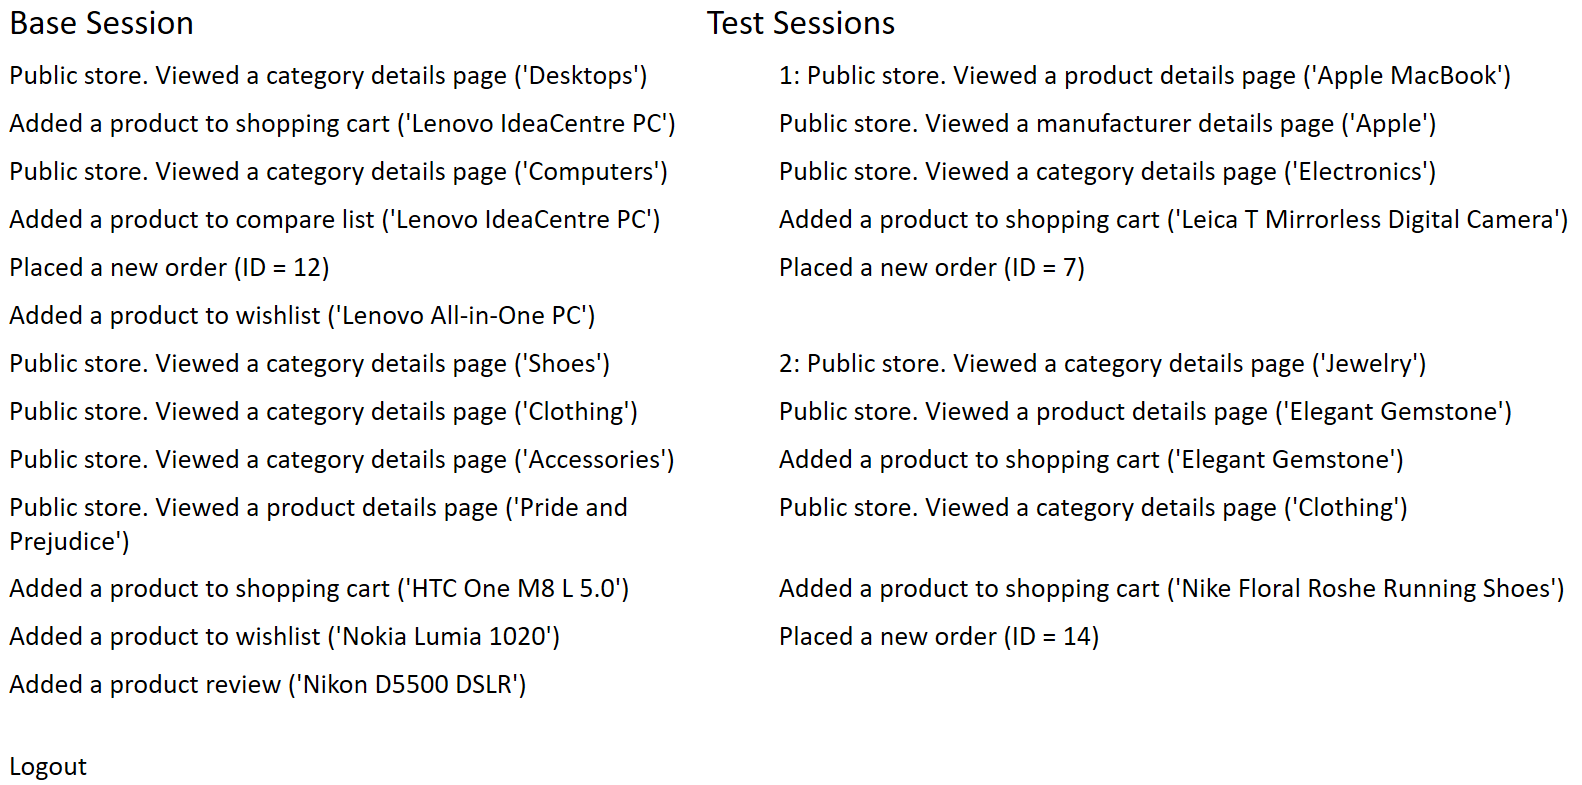 Base Session
Public store. Viewed a category details page ('Desktops')
Added a product to shopping cart ('Lenovo IdeaCentre PC')
Public store. Viewed a category details page ('Computers')
Added a product to compare list ('Lenovo IdeaCentre PC')
Placed a new order (ID = 12)
Added a product to wishlist ('Lenovo All-in-One PC')
Public store. Viewed a category details page ('Shoes')
Public store. Viewed a category details page ('Clothing')
Public store. Viewed a category details page ('Accessories')
Public store. Viewed a product details page ('Pride and
Prejudice')
Added a product to shopping cart ('HTC One M8 L 5.0')
Added a product to wishlist ('Nokia Lumia 1020')
Added a product review ('Nikon D5500 DSLR')
Logout
Test Sessions
1: Public store. Viewed a product details page ('Apple MacBook')
Public store. Viewed a manufacturer details page ('Apple')
Public store. Viewed a category details page ('Electronics')
Added a product to shopping cart ('Leica T Mirrorless Digital Camera')
Placed a new order (ID = 7)
2: Public store. Viewed a category details page ('Jewelry')
Public store. Viewed a product details page ('Elegant Gemstone')
Added a product to shopping cart ('Elegant Gemstone')
Public store. Viewed a category details page ('Clothing')
Added a product to shopping cart ('Nike Floral Roshe Running Shoes')
Placed a new order (ID = 14)